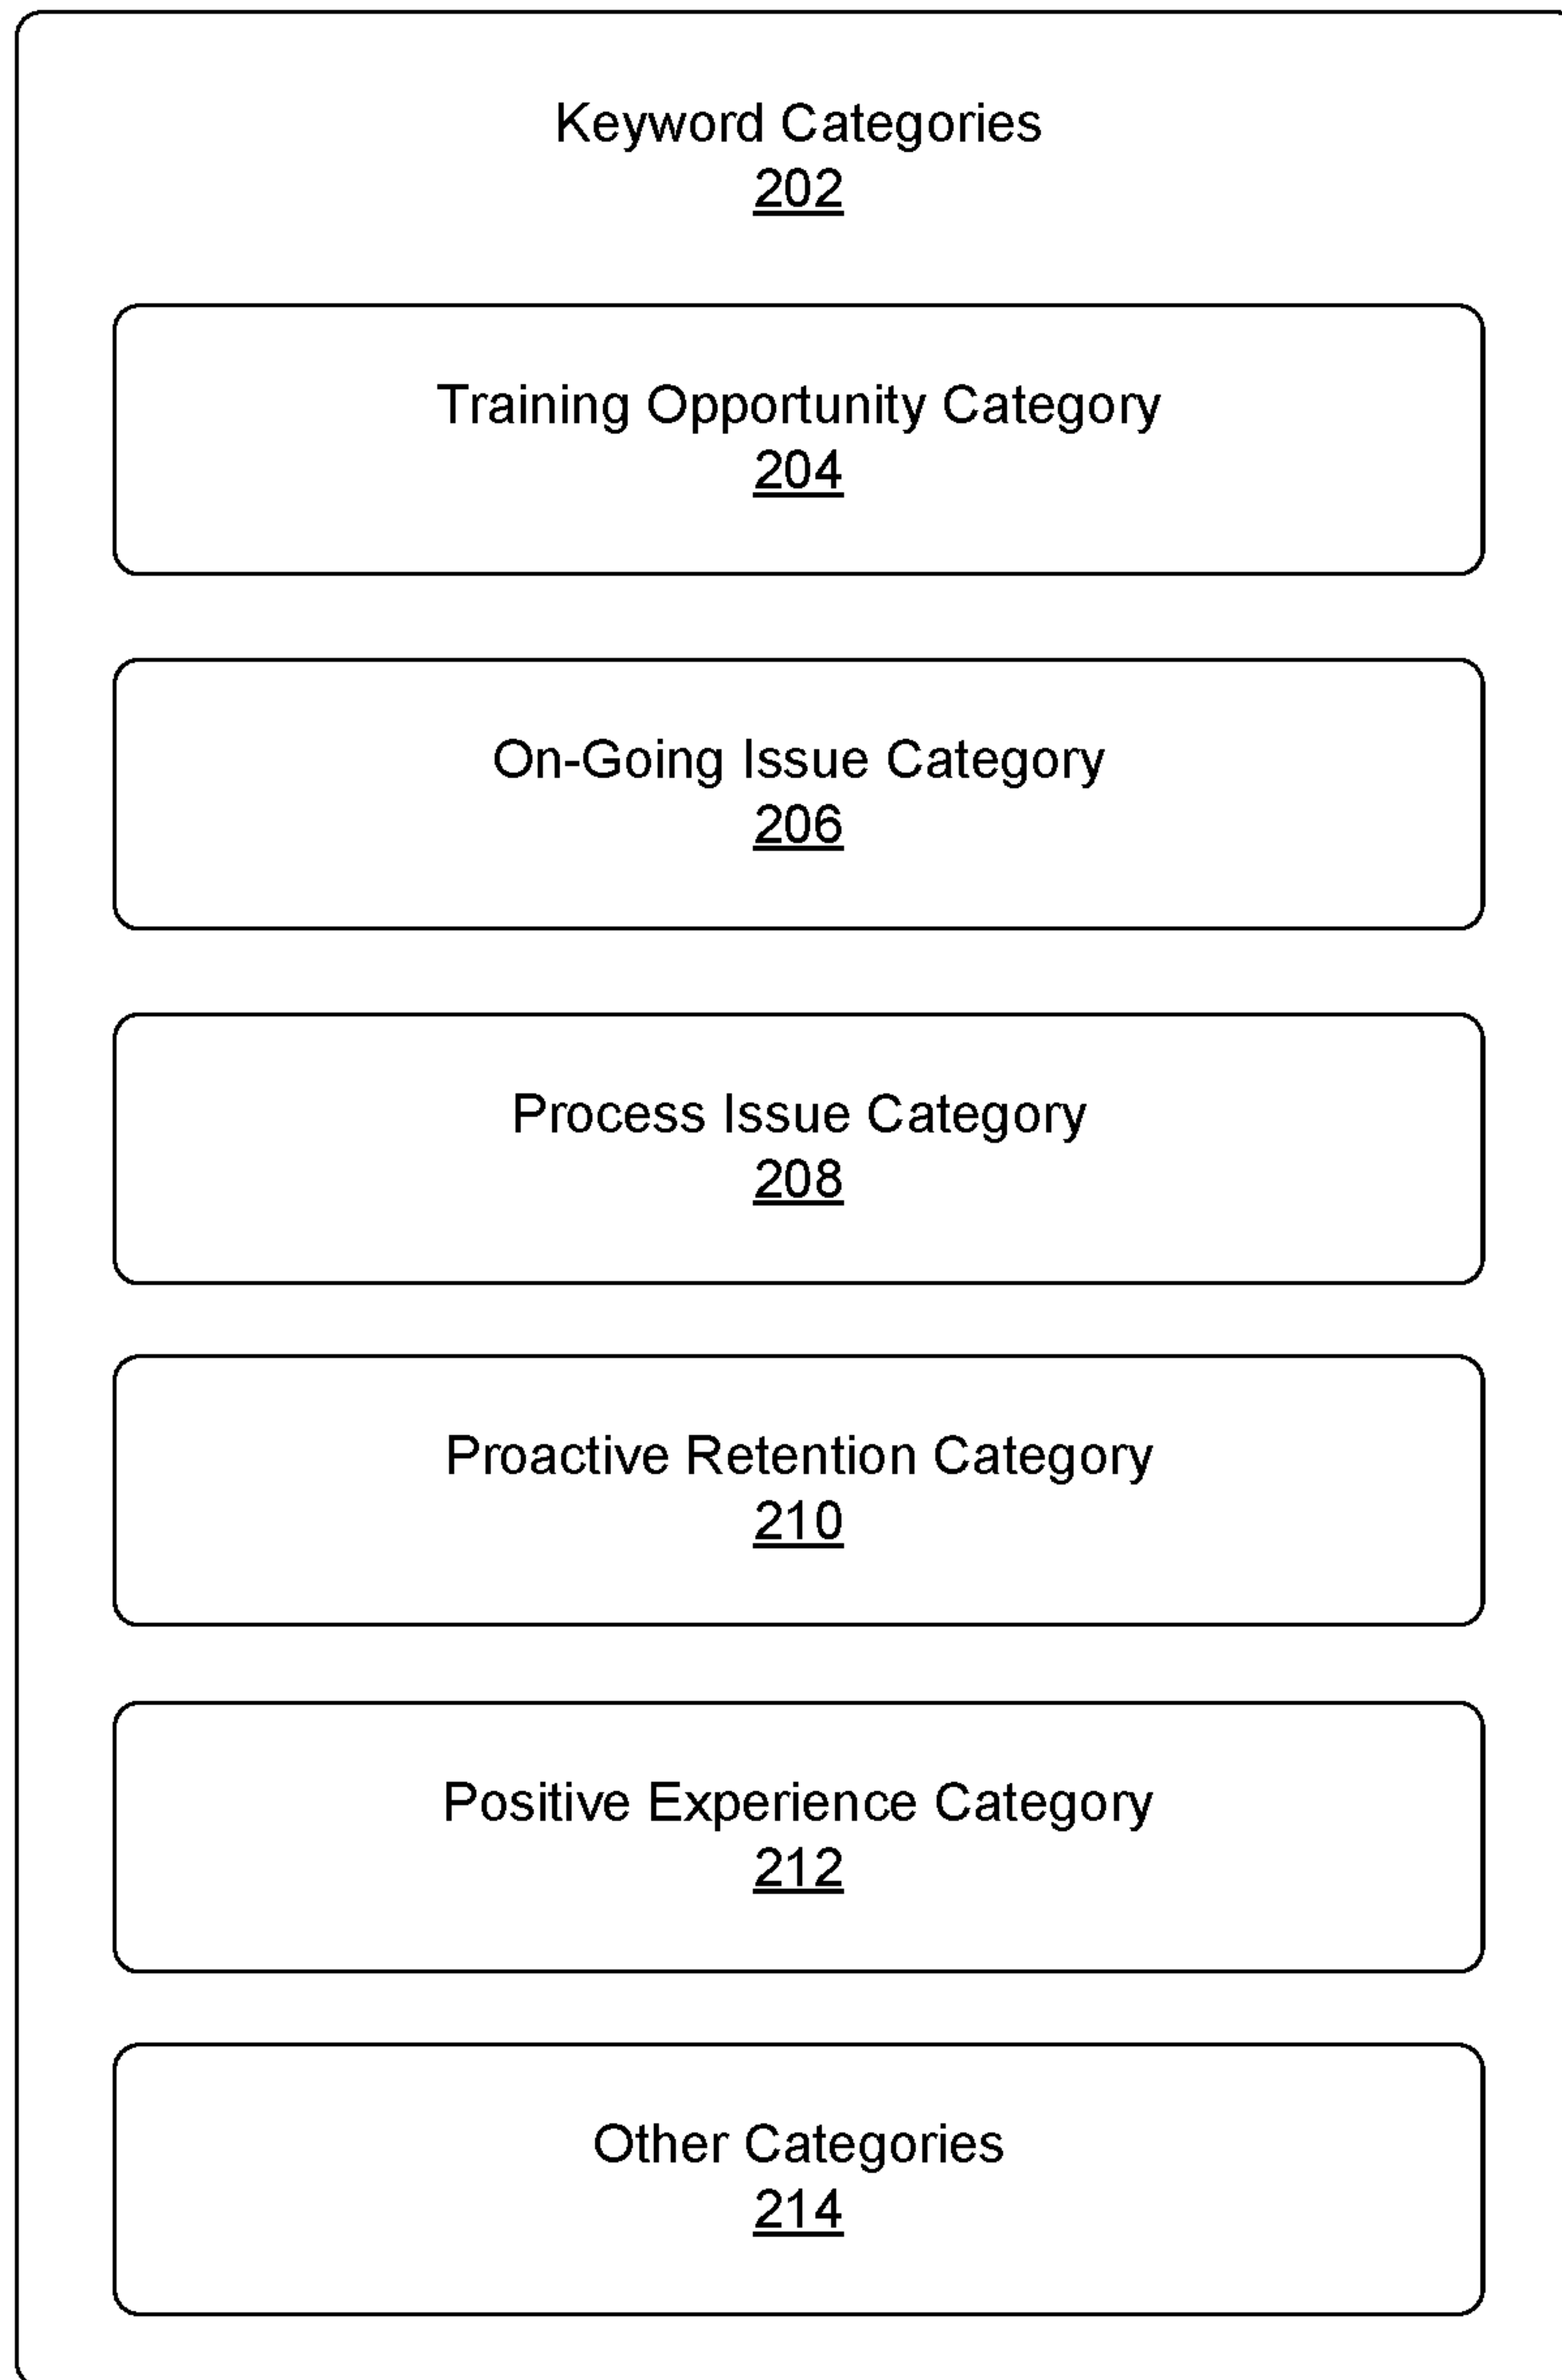 Keyword Categories
202
Training Opportunity Category
204
On-Going Issue Category
206
Process Issue Category
208
Proactive Retention Category
210
Positive Experience Category
212
Other Categories
214